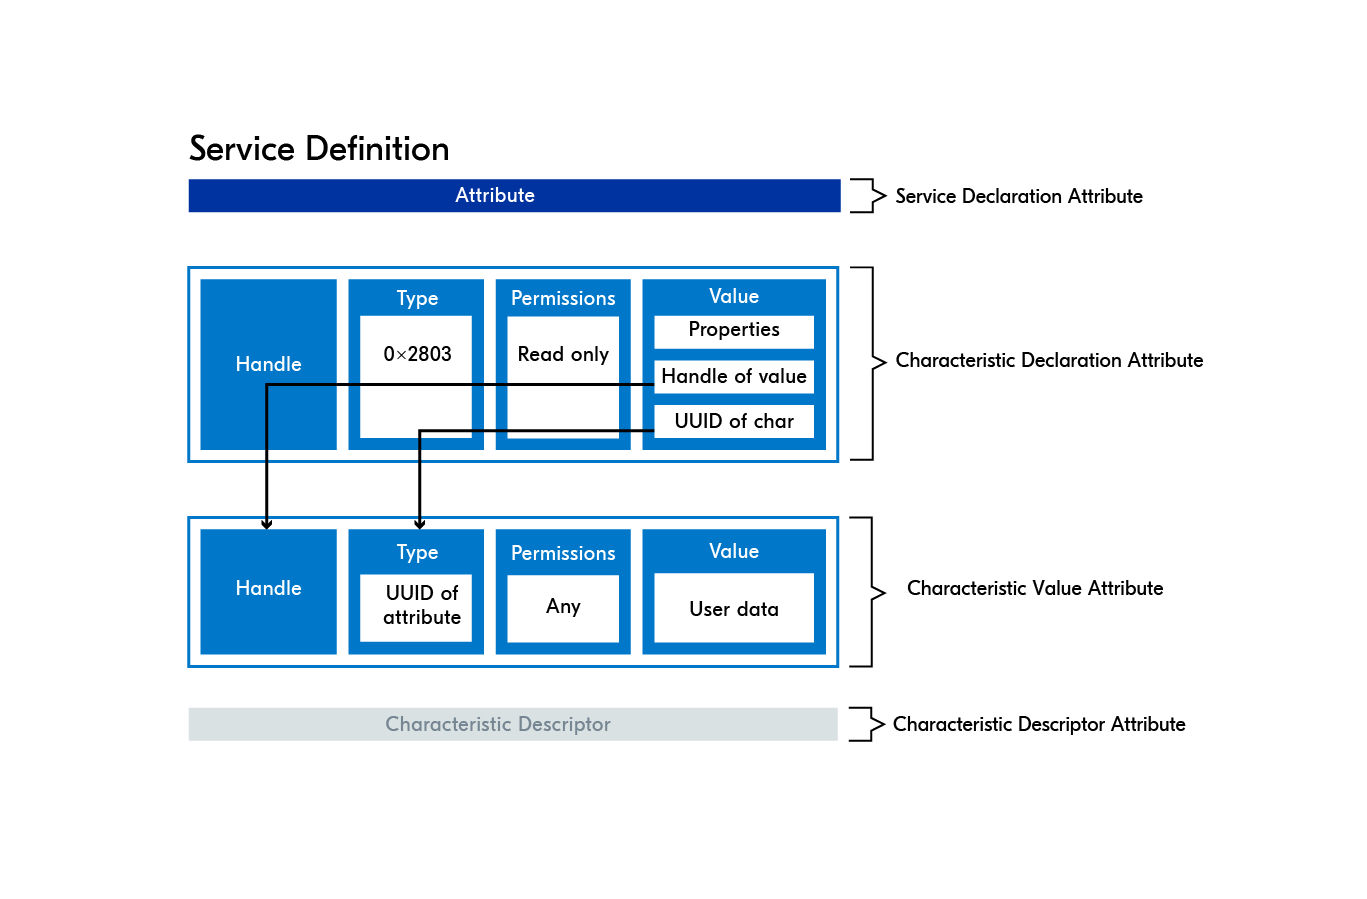 Service Definition
Attribute
Service Declaration Attribute
Handle
Type
0×2803
Permissions
Read only
Value
Properties
Handle of value
UUID of char
Characteristic Declaration Attribute
Handle
Type
UUID of
attribute
Permissions
Any
Value
User data
Characteristic Value Attribute
Characteristic Descriptor
Characteristic Descriptor Attribute